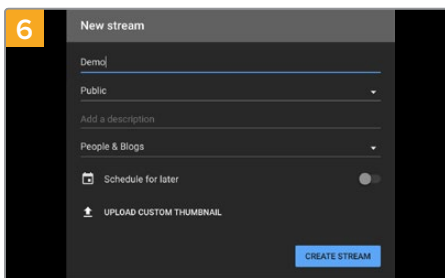 6
New stream
Demo
Public
Add a description
People & Blogs
Schedule for later
UPLOAD CUSTOM THUMBNAIL
CREATE STREAM